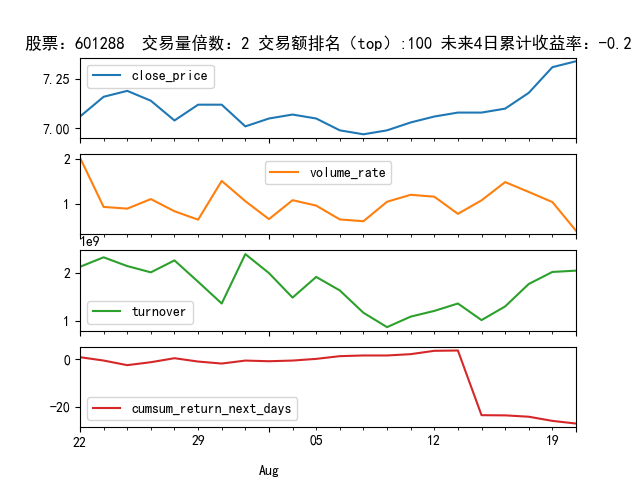 股票：601288 交易量倍数：2 交易额排名（top）:100 未来4日累计收益率：-0.2
7.25
7.00
close_price
2
1
volume_rate
1e9
2
1
turnover
0
-20
cumsum_return_next_days
22 29 05 12 19
Aug